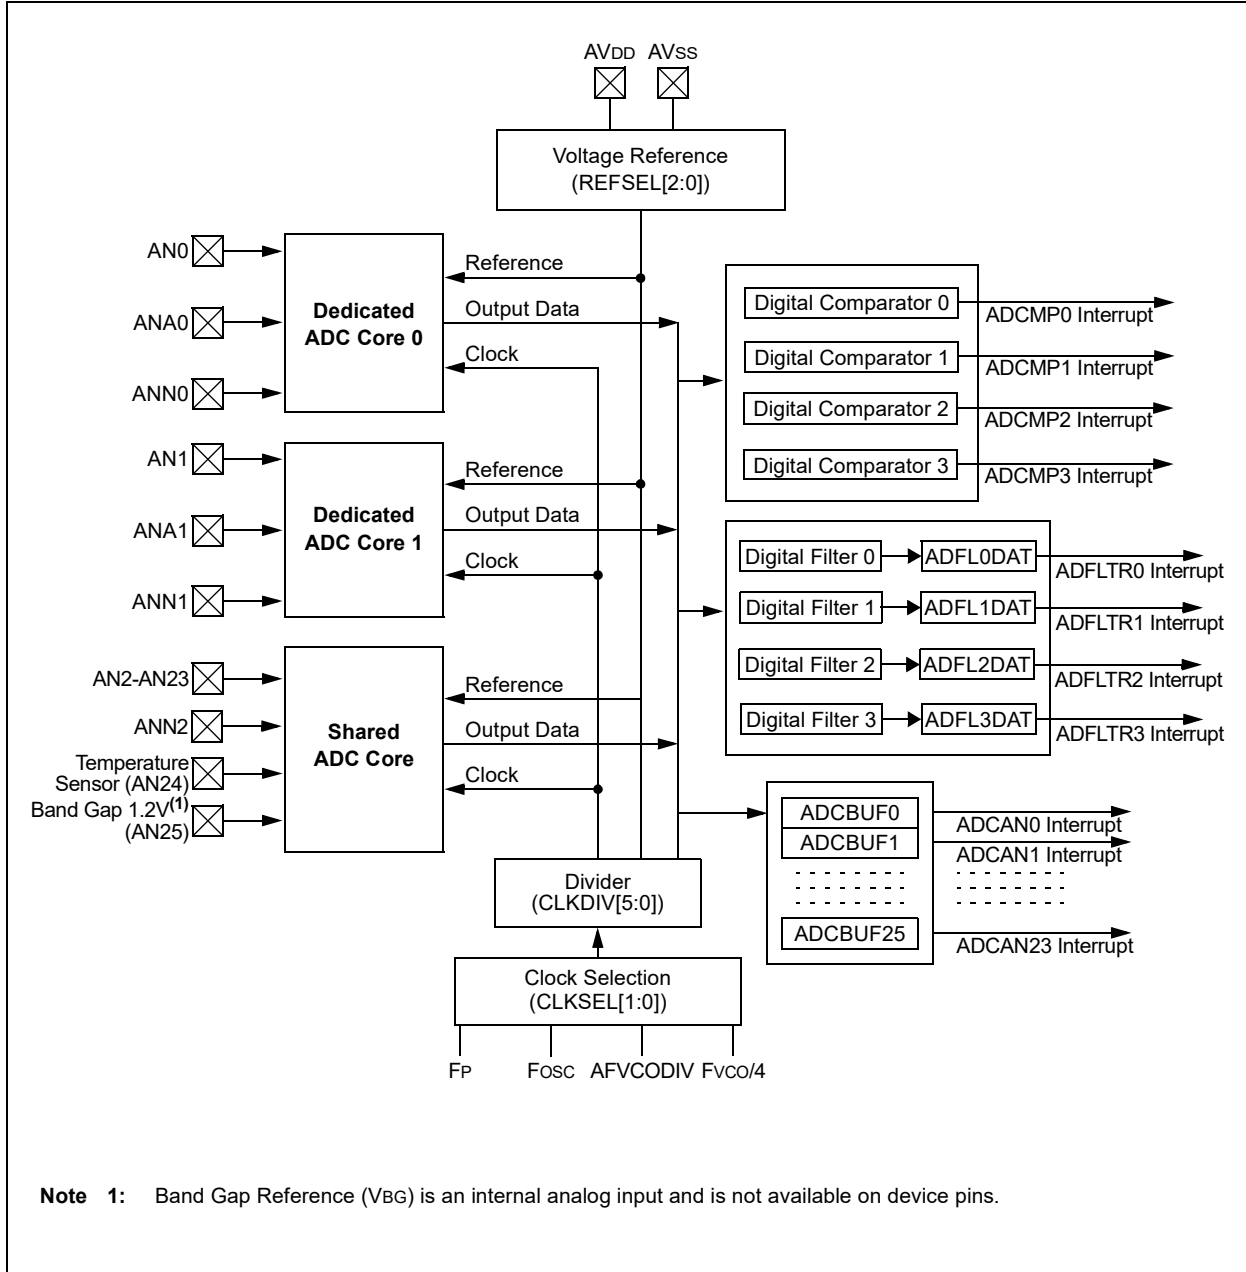 AVDD AVSS
Voltage Reference
(REFSEL[2:0])
AN0
ANA0
ANN0
Dedicated
ADC Core 0
Reference
Output Data
Clock
AN1
ANA1
ANN1
Dedicated
ADC Core 1
Reference
Output Data
Clock
AN2-AN23
ANN2
Temperature
Sensor (AN24)
Band Gap 1.2V(1)
(AN25)
Shared
ADC Core
Reference
Output Data
Clock
Digital Comparator 0
ADCMP0 Interrupt
Digital Comparator 1
ADCMP1 Interrupt
Digital Comparator 2
ADCMP2 Interrupt
Digital Comparator 3
ADCMP3 Interrupt
Digital Filter 0 ADFL0DAT
ADFLTR0 Interrupt
Digital Filter 1 ADFL1DAT
ADFLTR1 Interrupt
Digital Filter 2 ADFL2DAT
ADFLTR2 Interrupt
Digital Filter 3 ADFL3DAT
ADFLTR3 Interrupt
ADCBUF0
ADCAN0 Interrupt
ADCBUF1
ADCAN1 Interrupt
ADCBUF25
ADCAN23 Interrupt
Divider
(CLKDIV[5:0])
Clock Selection
(CLKSEL[1:0])
FP FOSC AFVCODIV FVCO/4
Note 1: Band Gap Reference (VBG) is an internal analog input and is not available on device pins.